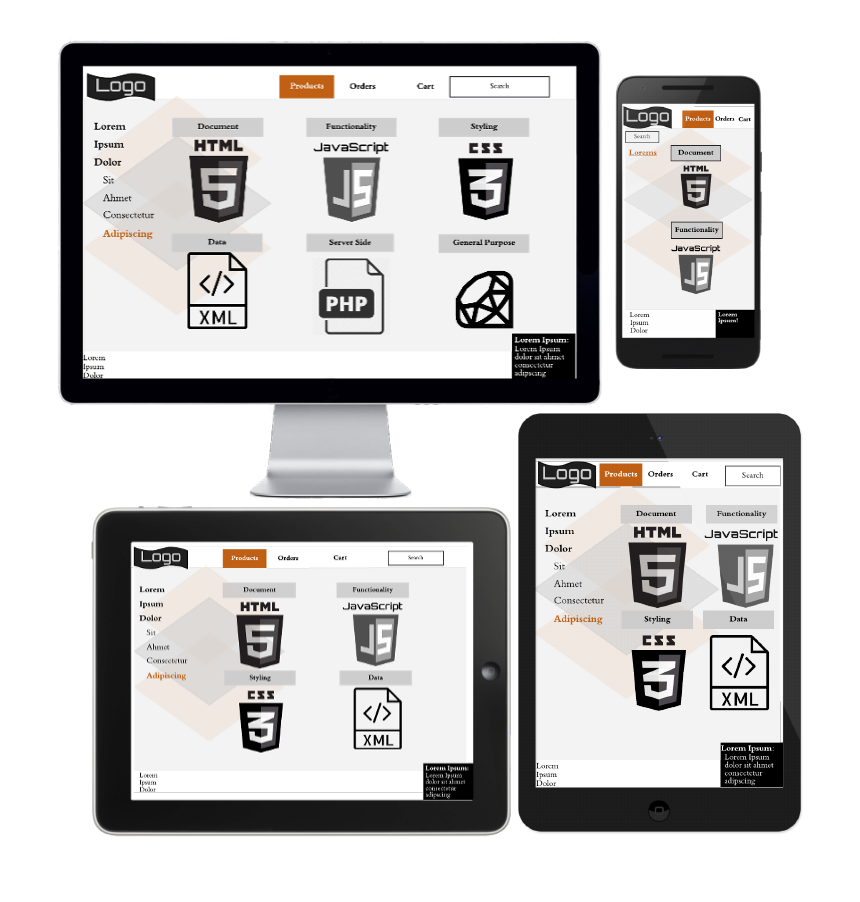 Logo
Products Orders Cart Search
Lorem
Ipsum
Dolor
Sit
Ahmet
Consectetur
Adipiscing
Document Functionality Styling
HTML JavaScript CSS
5 JS 3
Data Server Side General Purpose
</> PHP
XML
Lorem
Ipsum
Dolor
Lorem Ipsum:
Lorem Ipsum
dolor sit ahmet
consectetur
adipscing
Logo
Products Orders Cart
Search
Lorems
Document
HTML
5
Functionality
JavaScript
JS
Lorem
Ipsum
Dolor
Lorem
Ipsum!
Logo
Products Orders Cart Search
Lorem
Ipsum
Dolor
Sit
Ahmet
Consectetur
Adipiscing
Document Functionality
HTML JavaScript
5 JS
Styling Data
CSS
3 </>
XML
Lorem
Ipsum
Dolor
Lorem Ipsum:
Lorem Ipsum
dolor sit ahmet
consectetur
adipscing
Logo
Products Orders Cart Search
Lorem
Ipsum
Dolor
Sit
Ahmet
Consectetur
Adipiscing
Document Functionality
HTML JavaScript
5 JS
Styling Data
CSS
3 </>
XML
Lorem
Ipsum
Dolor
Lorem Ipsum:
Lorem Ipsum
dolor sit ahmet
consectetur
adipscing